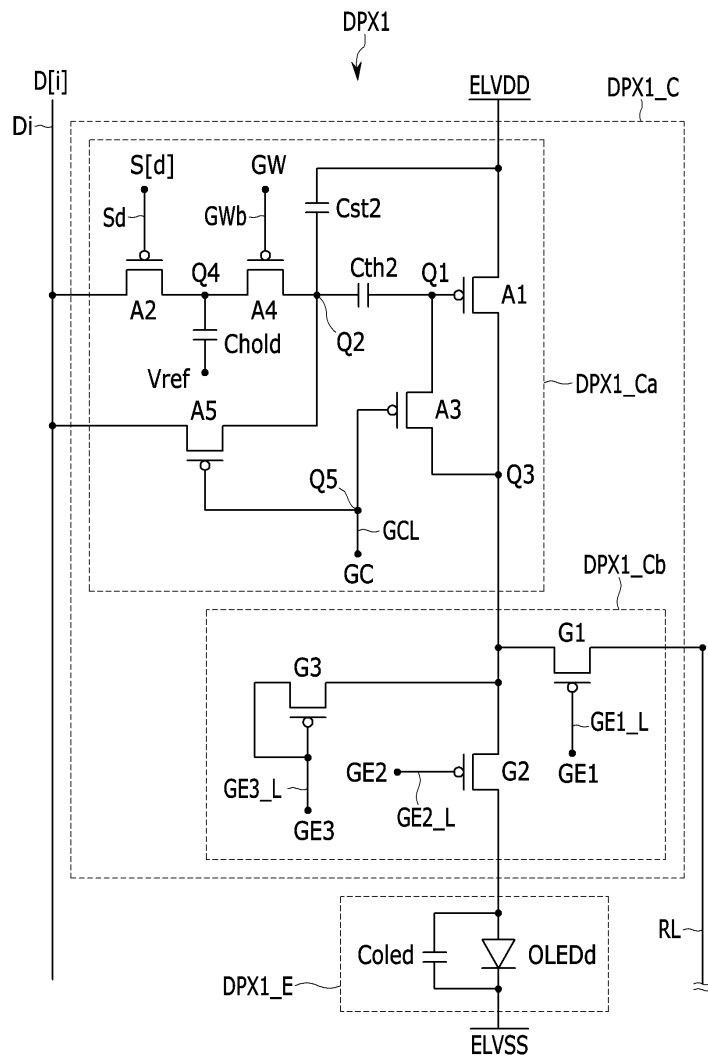 DPX1
D[i]
ELVDD
DPX1_C
Di
S[d]
GW
Sd
GWb
Cst2
Cth2
Q4
Q1
A2
A4
A1
Q2
Chold
Vref
DPX1_Ca
A5
A3
Q5
Q3
GCL
GC
DPX1_Cb
G1
G3
GE1_L
GE2
G2
GE1
GE3_L
GE2_L
GE3
RL
Coled
OLEDd
DPX1_E
ELVSS